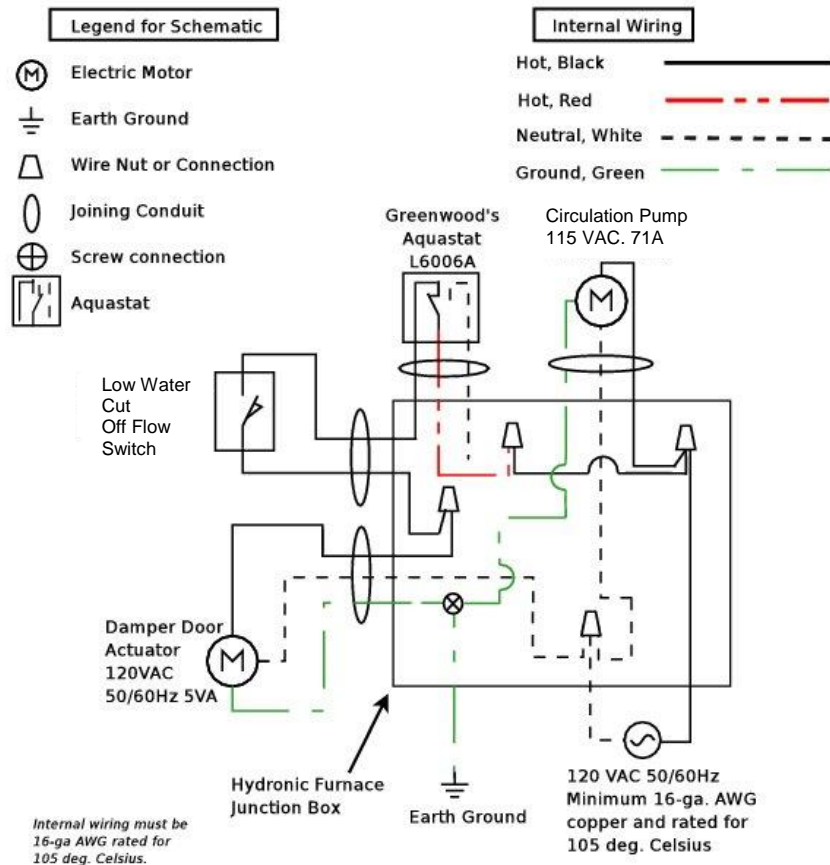 Legend for Schematic
Internal Wiring
M
Electric Motor
Earth Ground
Wire Nut or Connection
Joining Conduit
Screw connection
Aquastat
Hot, Black
Hot, Red
Neutral, White
Ground, Green
Greenwood's
Aquastat
L6006A
Circulation Pump
115 VAC. 71A
M
Low Water
Cut
Off Flow
Switch
Damper Door
Actuator
120VAC
50/60Hz 5VA
M
Hydronic Furnace
Junction Box
Earth Ground
120 VAC 50/60Hz
Minimum 16-ga. AWG
copper and rated for
105 deg. Celsius
Internal wiring must be
16-ga AWG rated for
105 deg. Celsius.